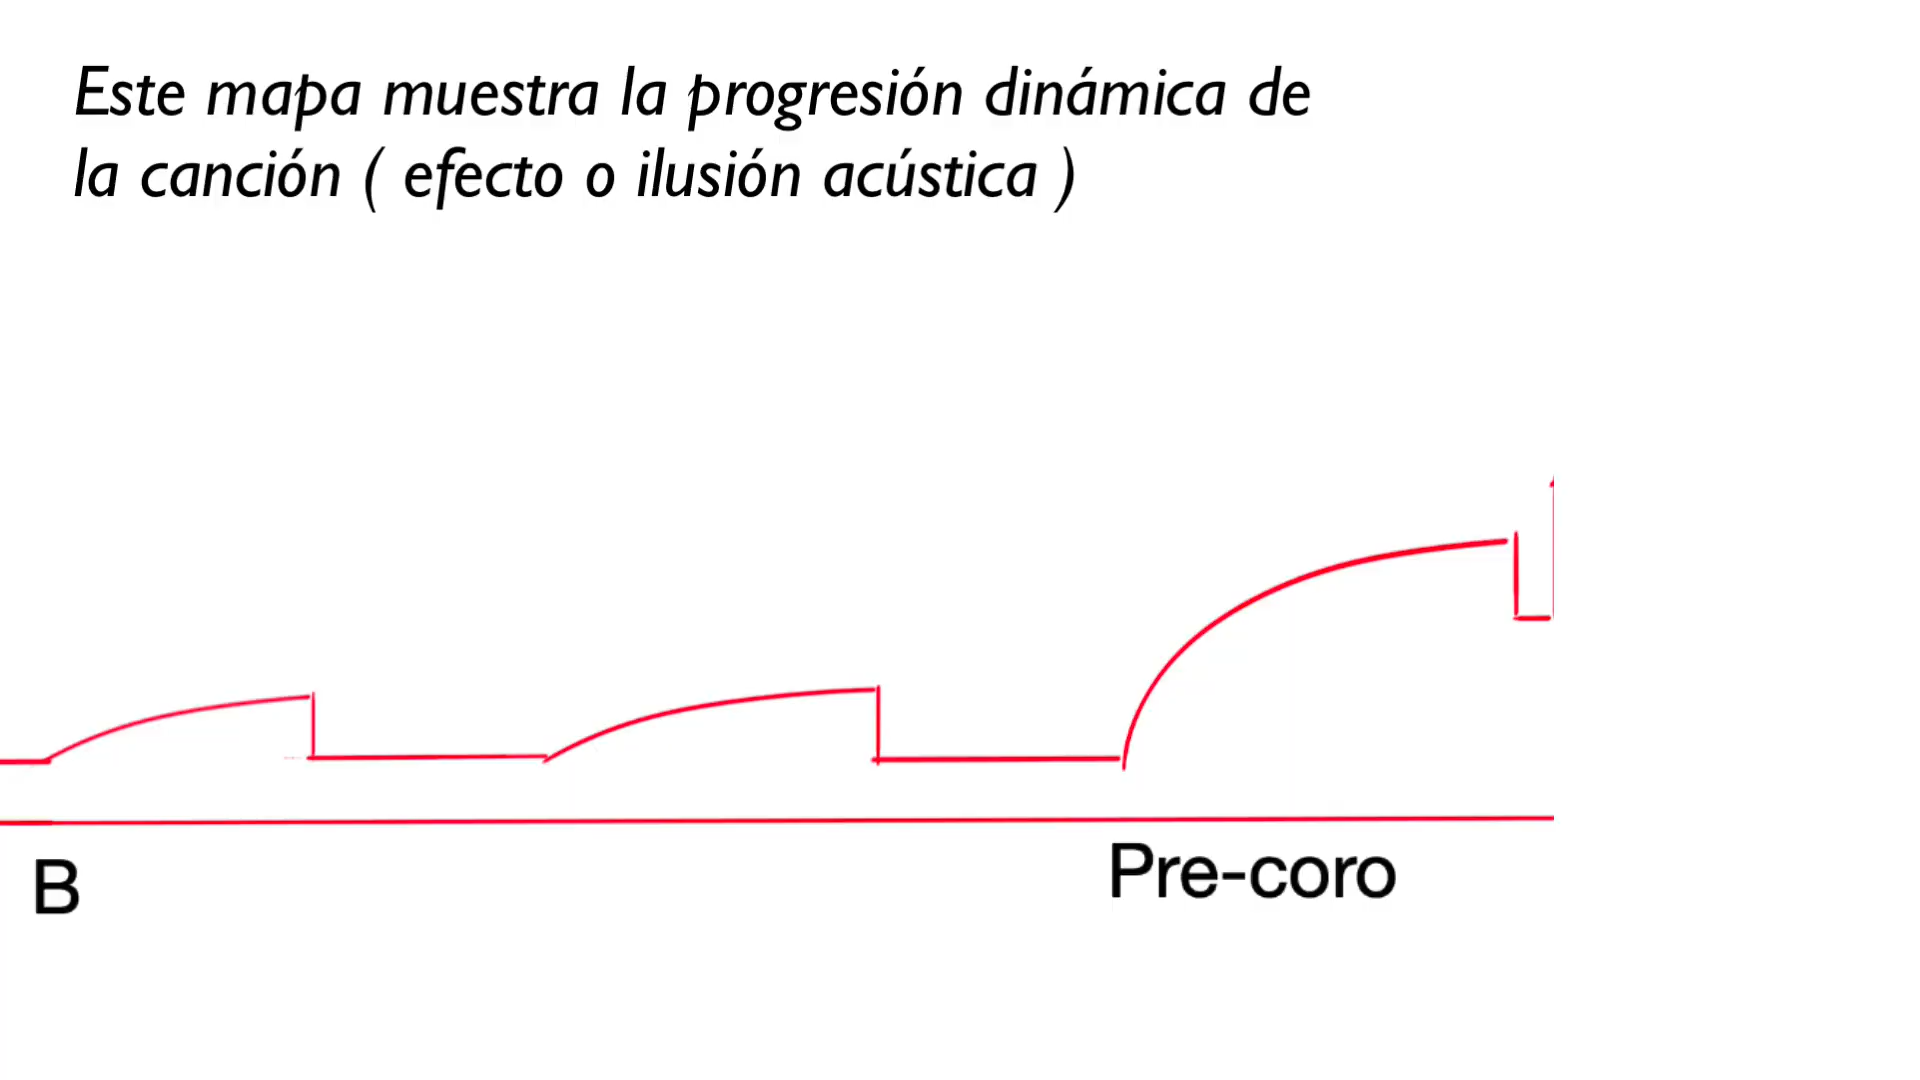 Este mapa muestra la progresión dinámica de
la canción ( efecto o ilusión acústica )
B
Pre-coro